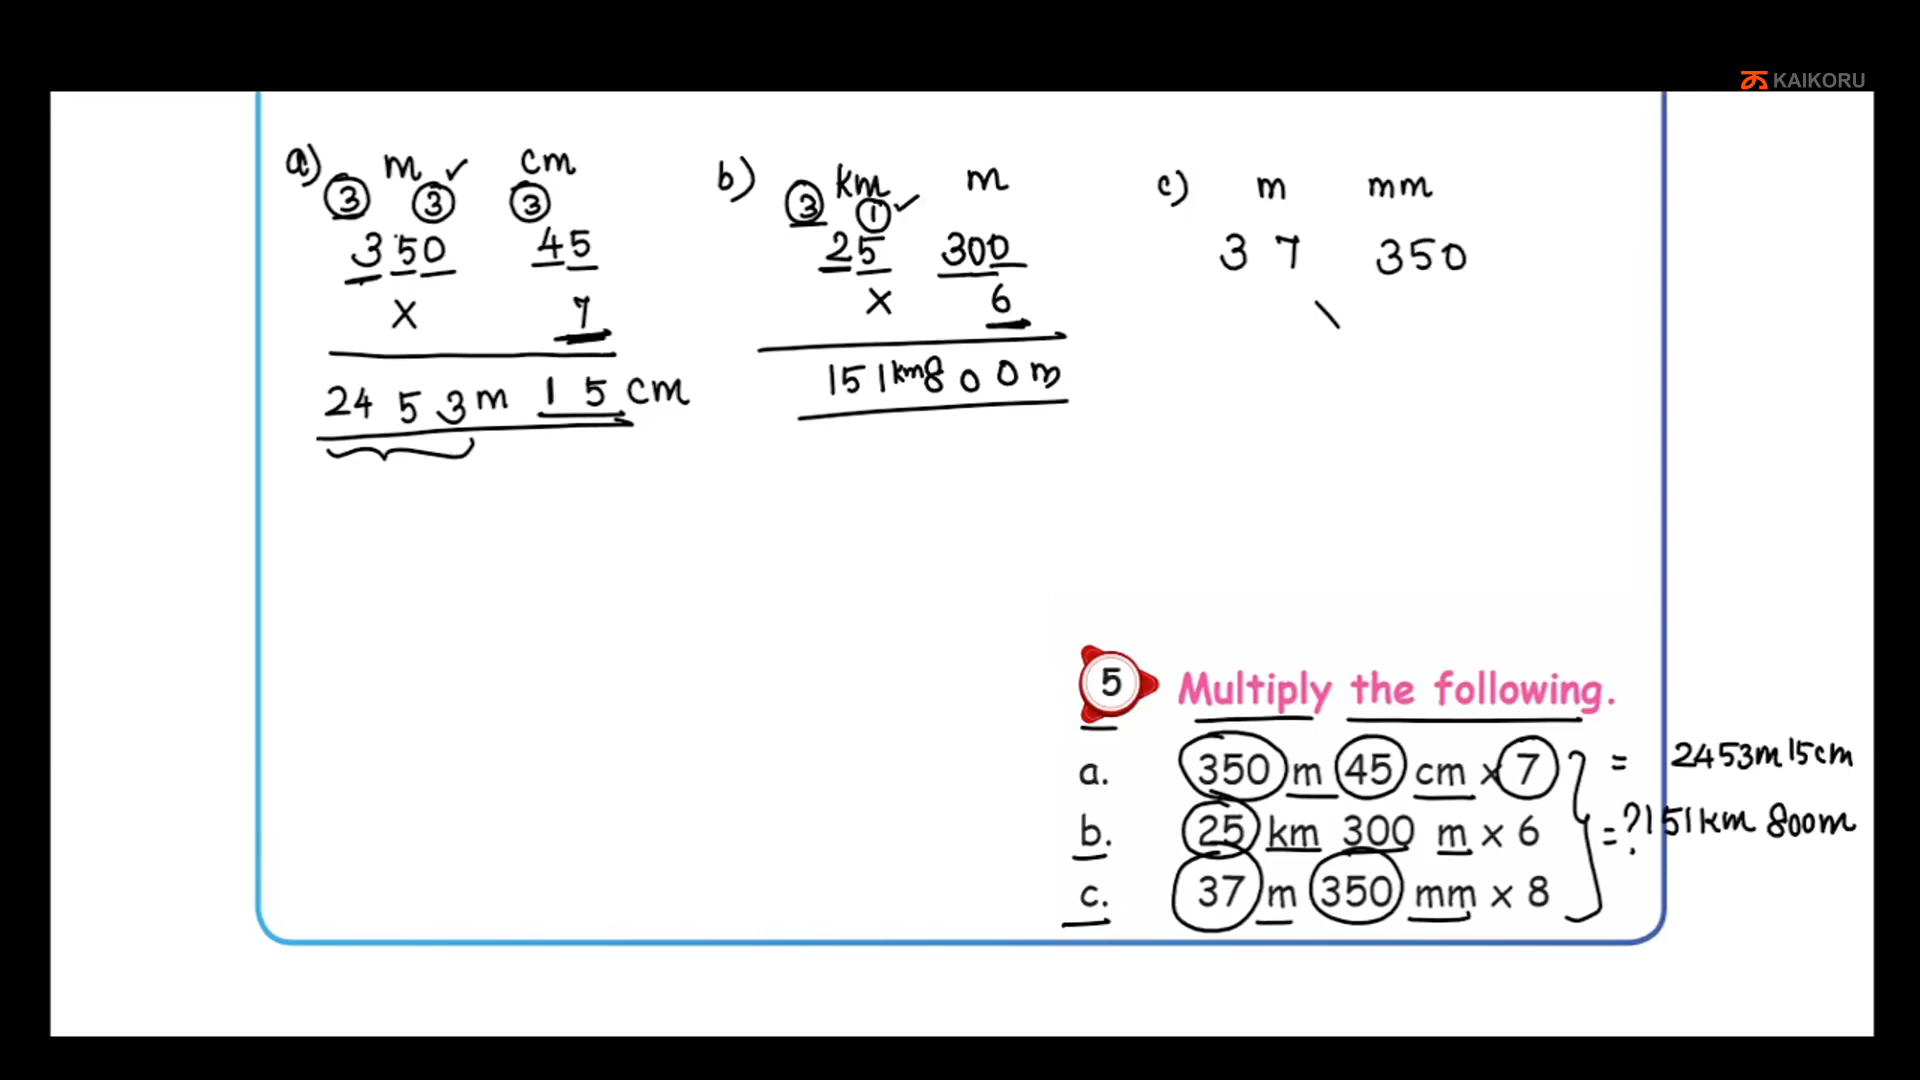 KAIKORU
a) m ✓ cm
3 3 3
350 45
× 7
2453m 15cm
b) km m
3 1 ✓
25 300
× 6
151km800m
c) m mm
37 350
5 Multiply the following.
a. 350 m 45 cm × 7 = 2453m15cm
b. 25 km 300 m × 6 =? 151km 800m
c. 37 m 350 mm × 8